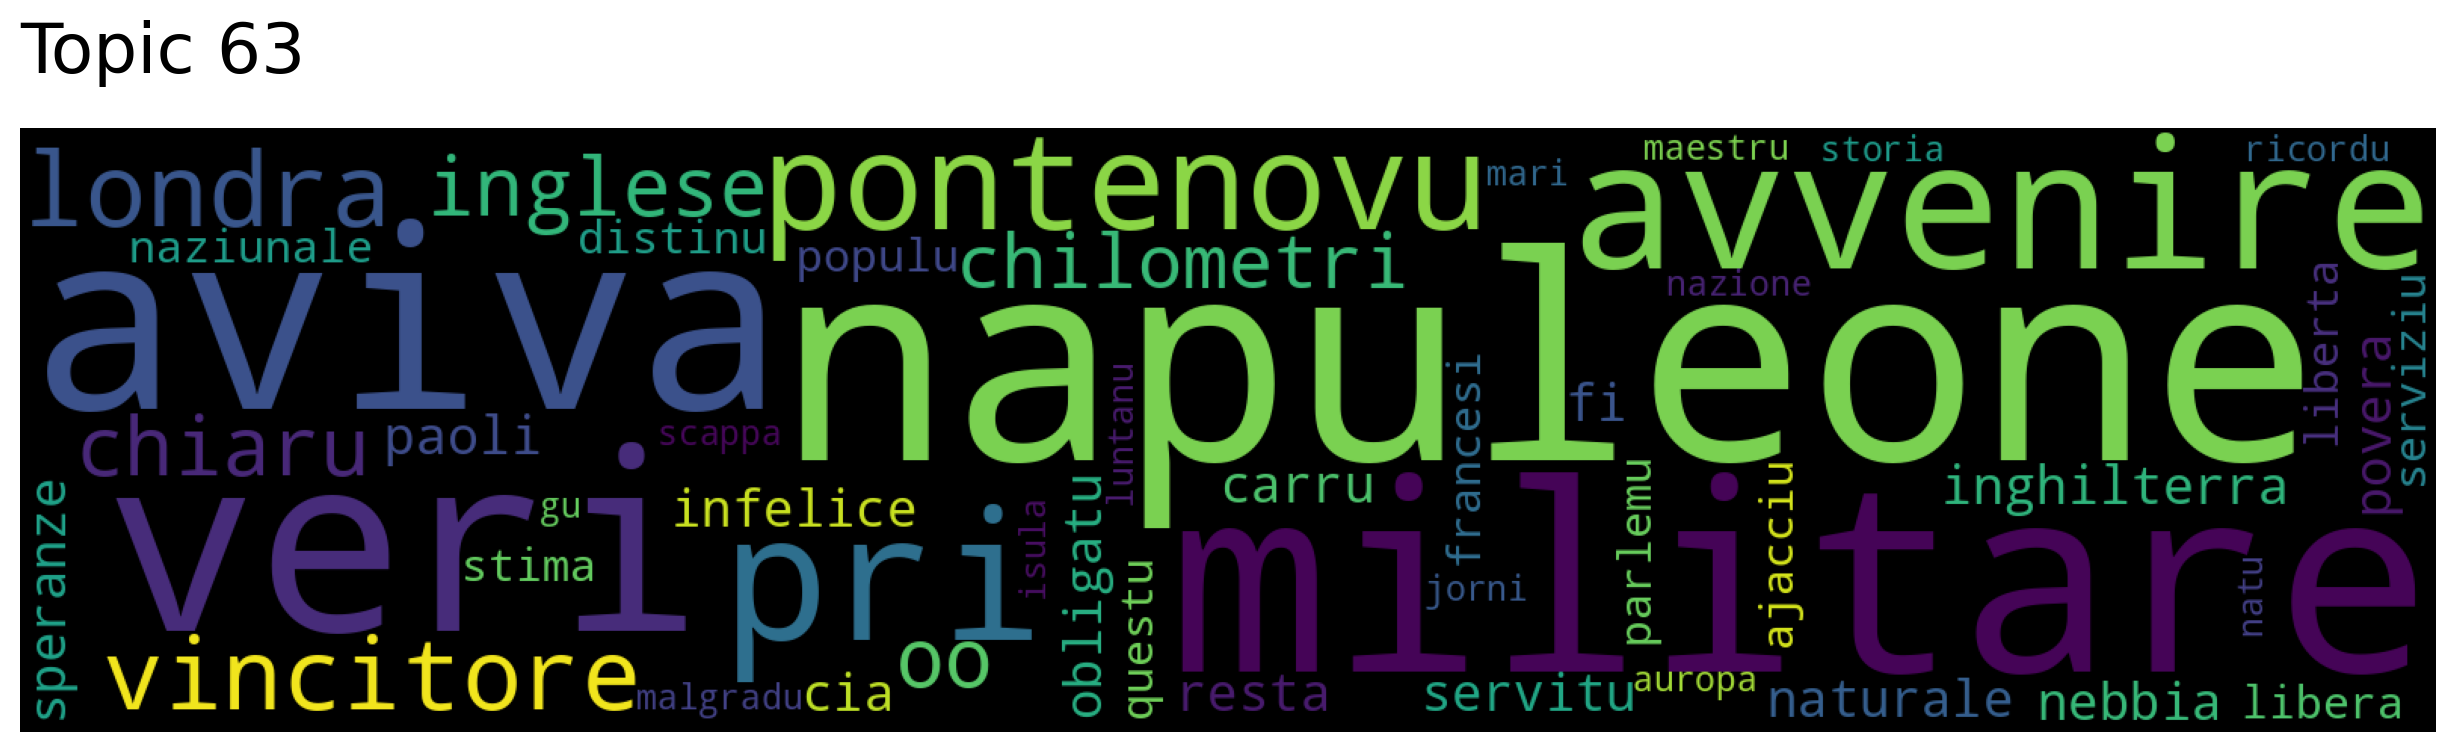 Topic 63
londra
inglese
pontenovu
mari
maestru
storia
ricordu
avvenire
naziunale
distinu
populu
chilometri
nazione
aviva
napuleone
liberta
povera
serviziu
chiaru
paoli
scappa
luntanu
francesi
fi
veri
gu
infelice
stima
pri
isula
obligatu
questu
carru
militare
jorni
parlemu
ajacciu
inghilterra
natu
speranze
vincitore
malgradu
cia
oo
resta
servitu
auropa
naturale
nebbia
libera